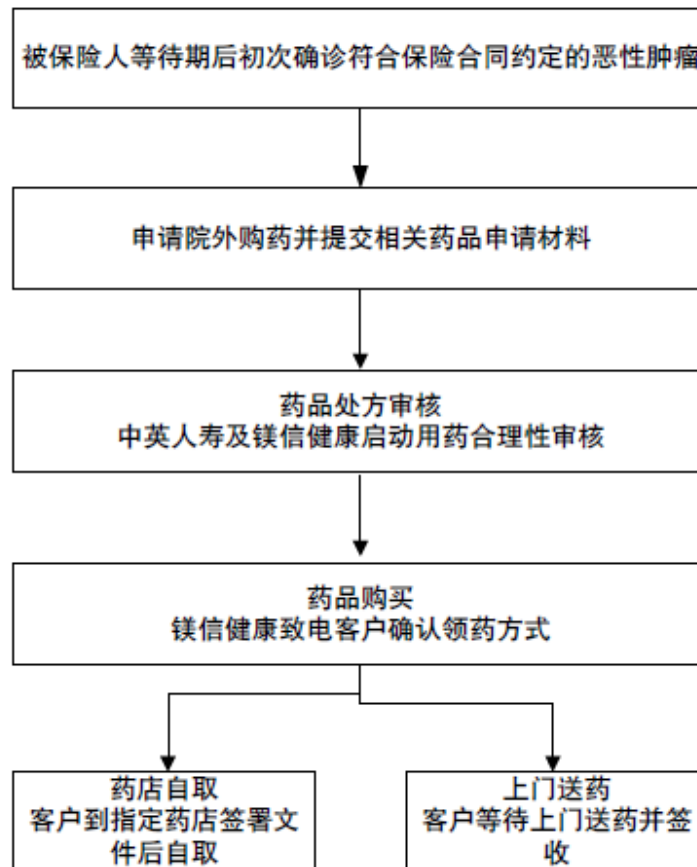 被保险人等待期后初次确诊符合保险合同约定的恶性肿瘤
申请院外购药并提交相关药品申请材料
药品处方审核
中英人寿及镁信健康启动用药合理性审核
药品购买
镁信健康致电客户确认领药方式
药店自取
客户到指定药店签署文
件后自取
上门送药
客户等待上门送药并签
收